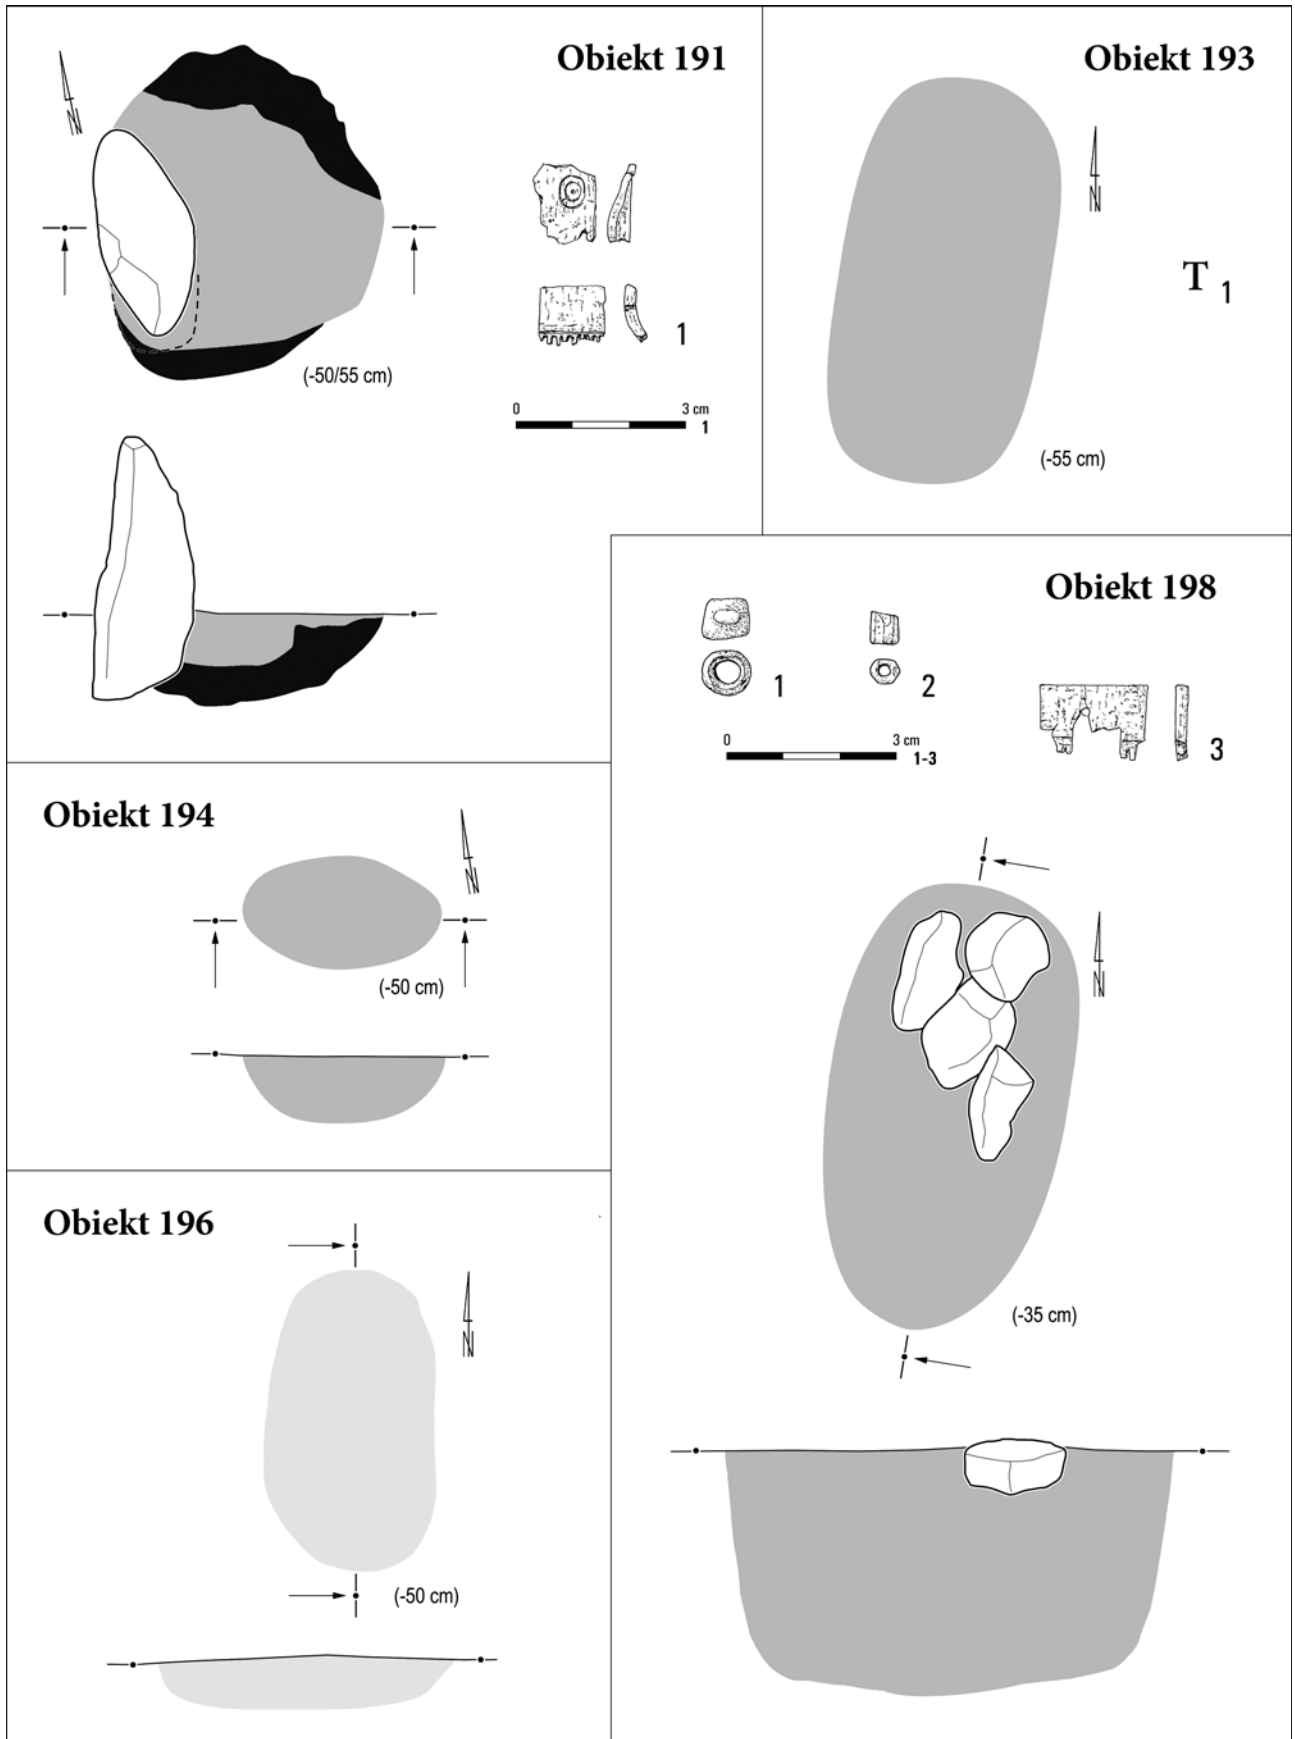 Obiekt 191
N
1
0 3 cm
1
(-50/55 cm)
Obiekt 193
N
T 1
(-55 cm)
Obiekt 198
1
2
3
0 3 cm
1-3
N
(-35 cm)
Obiekt 194
N
(-50 cm)
Obiekt 196
N
(-50 cm)